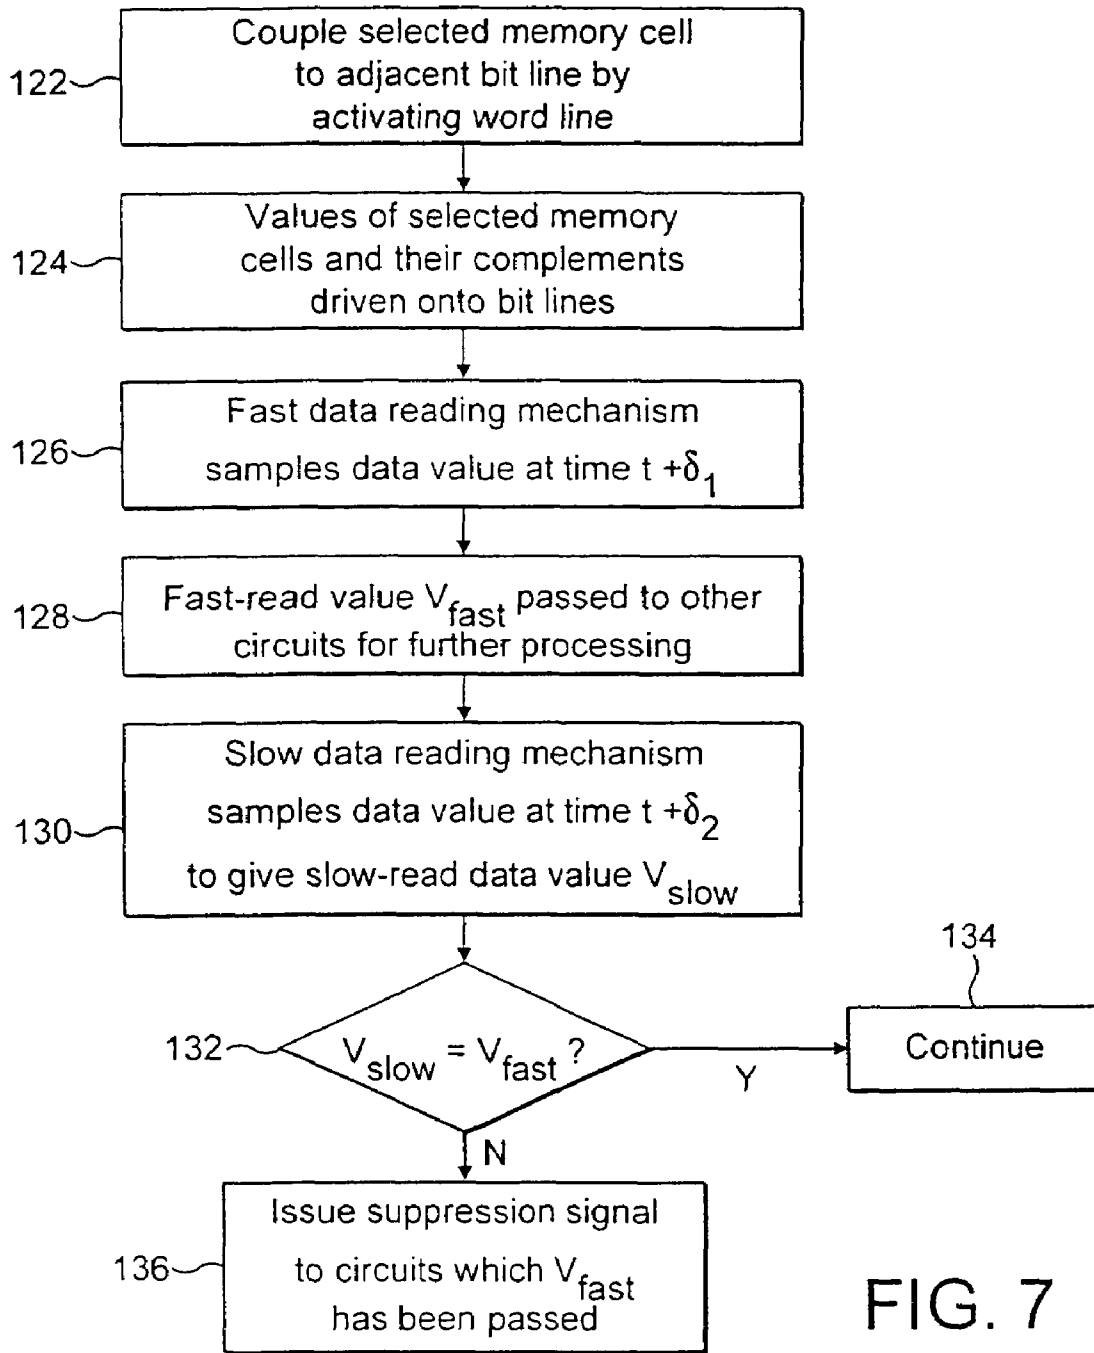 122
Couple selected memory cell
to adjacent bit line by
activating word line
124
Values of selected memory
cells and their complements
driven onto bit lines
126
Fast data reading mechanism
samples data value at time t +δ1
128
Fast-read value Vfast passed to other
circuits for further processing
130
Slow data reading mechanism
samples data value at time t +δ2
to give slow-read data value Vslow
132
Vslow = Vfast ?
Y
134
Continue
N
136
Issue suppression signal
to circuits which Vfast
has been passed
FIG. 7